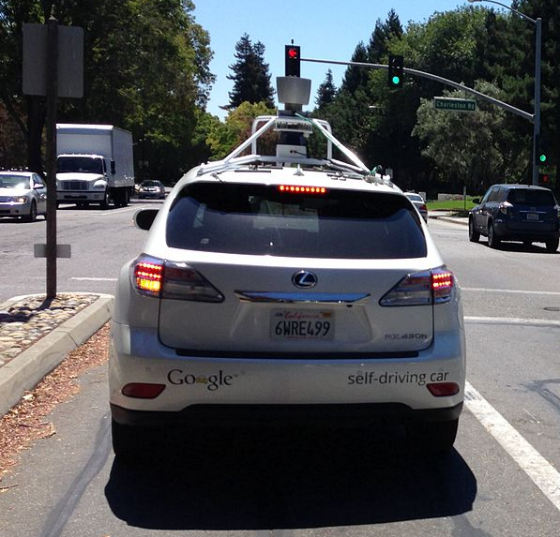 Charleston Rd
California
6WRE499
RX 450h
Google
self-driving car